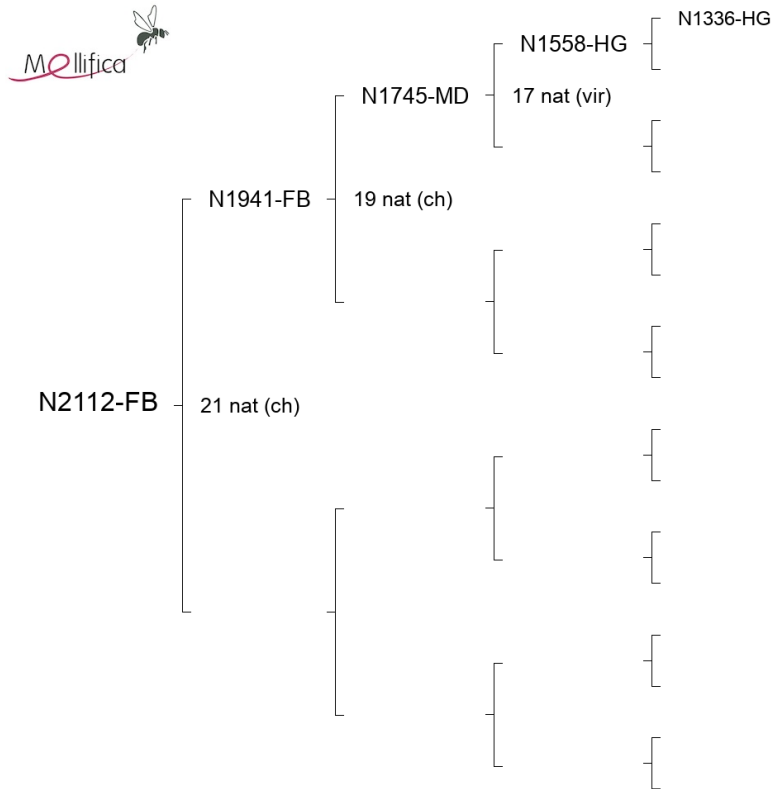 Mellifica
N1336-HG
N1558-HG
N1745-MD
17 nat (vir)
N1941-FB
19 nat (ch)
N2112-FB
21 nat (ch)